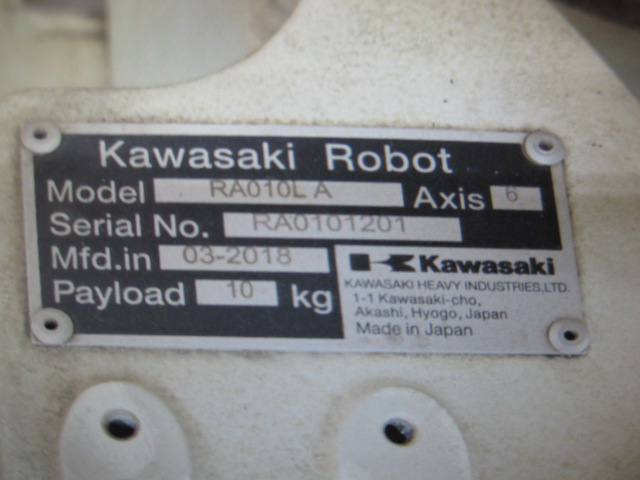 Kawasaki Robot
Model RA010L A Axis 6
Serial No. RA0101201
Mfd.in 03-2018
Payload 10 kg
Kawasaki
KAWASAKI HEAVY INDUSTRIES,LTD.
1-1 Kawasaki-cho,
Akashi, Hyogo, Japan
Made in Japan